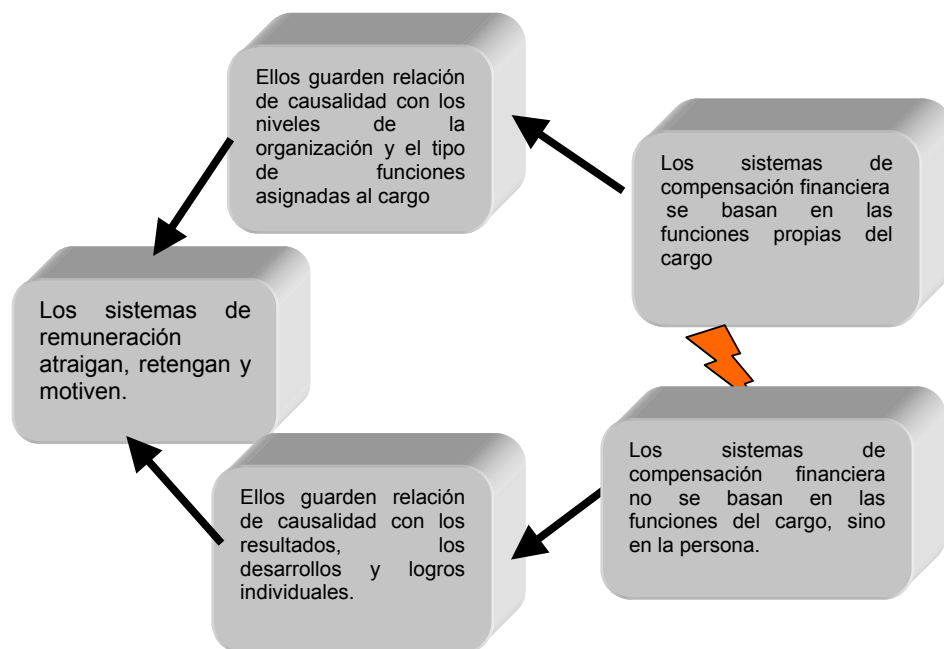 Ellos guarden relación
de causalidad con los
niveles de la
organización y el tipo
de funciones
asignadas al cargo
Los sistemas de
compensación financiera
se basan en las
funciones propias del
cargo
Los sistemas de
remuneración
atraigan, retengan y
motiven.
Ellos guarden relación
de causalidad con los
resultados, los
desarrollos y logros
individuales.
Los sistemas de
compensación financiera
no se basan en las
funciones del cargo, sino
en la persona.